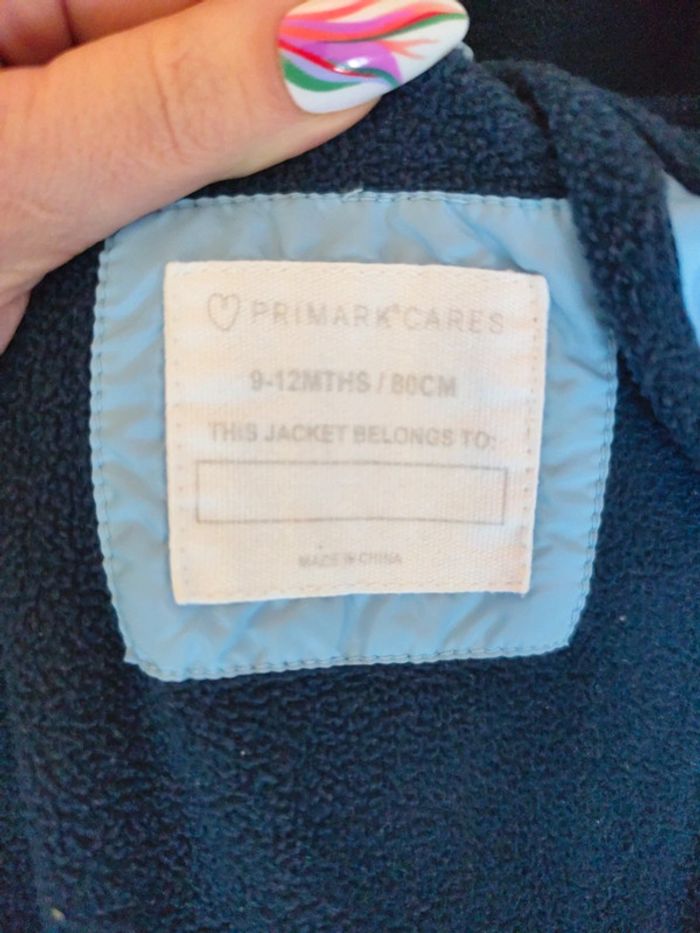 PRIMARK CARES
9-12MTHS / 80CM
THIS JACKET BELONGS TO:
MADE IN CHINA